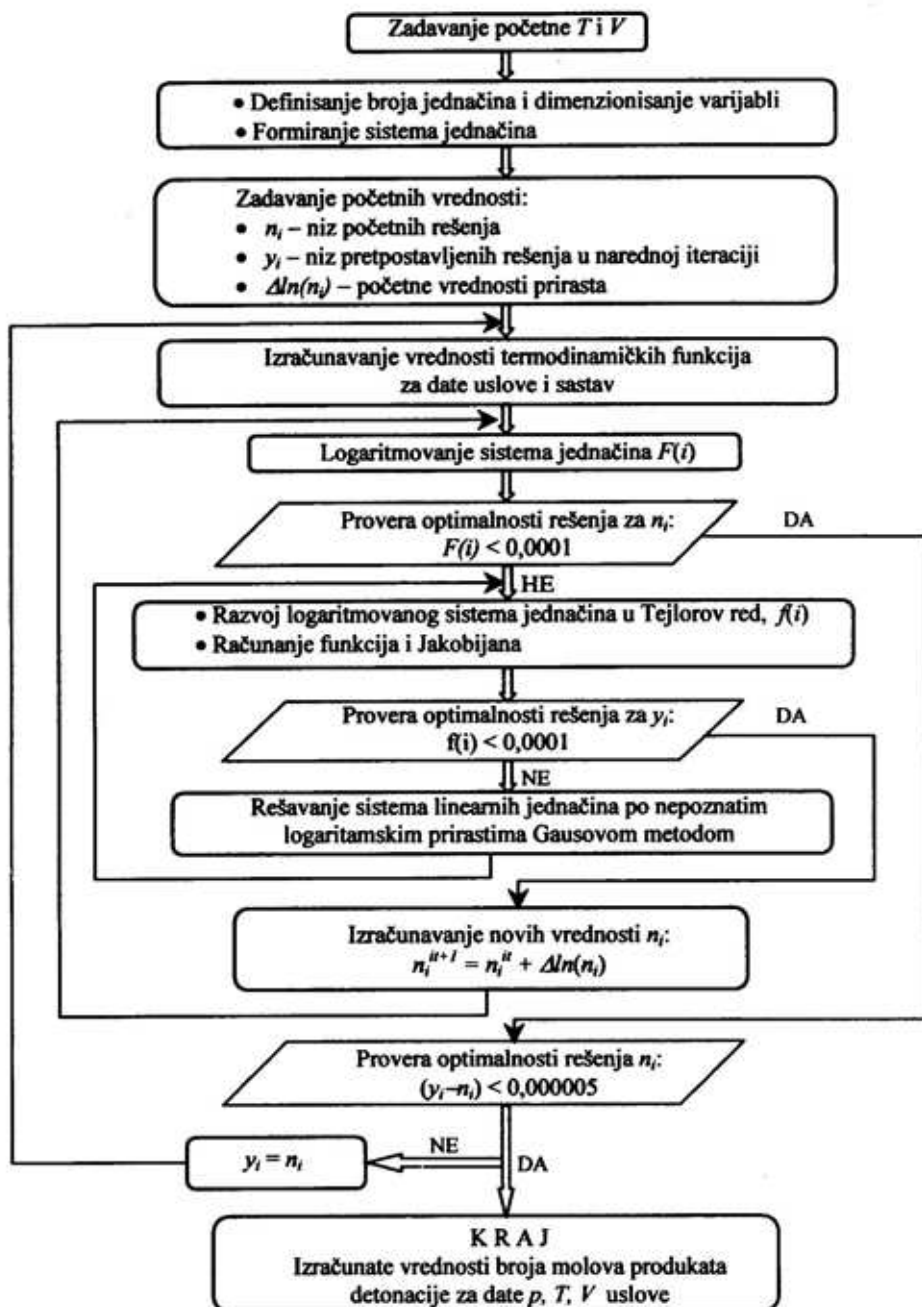 Zadavanje početne T i V
• Definisanje broja jednačina i dimenzionisanje varijabli
• Formiranje sistema jednačina
Zadavanje početnih vrednosti:
• nᵢ – niz početnih rešenja
• yᵢ – niz pretpostavljenih rešenja u narednoj iteraciji
• Δln(nᵢ) – početne vrednosti prirasta
Izračunavanje vrednosti termodinamičkih funkcija
za date uslove i sastav
Logaritmovanje sistema jednačina F(i)
Provera optimalnosti rešenja za nᵢ:
F(i) < 0,0001
DA
HE
• Razvoj logaritmovanog sistema jednačina u Tejlorov red, f(i)
• Računanje funkcija i Jakobijana
Provera optimalnosti rešenja za yᵢ:
f(i) < 0,0001
DA
NE
Rešavanje sistema linearnih jednačina po nepoznatim
logaritamskim prirastima Gausovom metodom
Izračunavanje novih vrednosti nᵢ:
nᵢ^{it+1} = nᵢ^{it} + Δln(nᵢ)
Provera optimalnosti rešenja nᵢ:
(yᵢ–nᵢ) < 0,000005
NE
yᵢ = nᵢ
DA
K R A J
Izračunate vrednosti broja molova produkata
detonacije za date p, T, V uslove